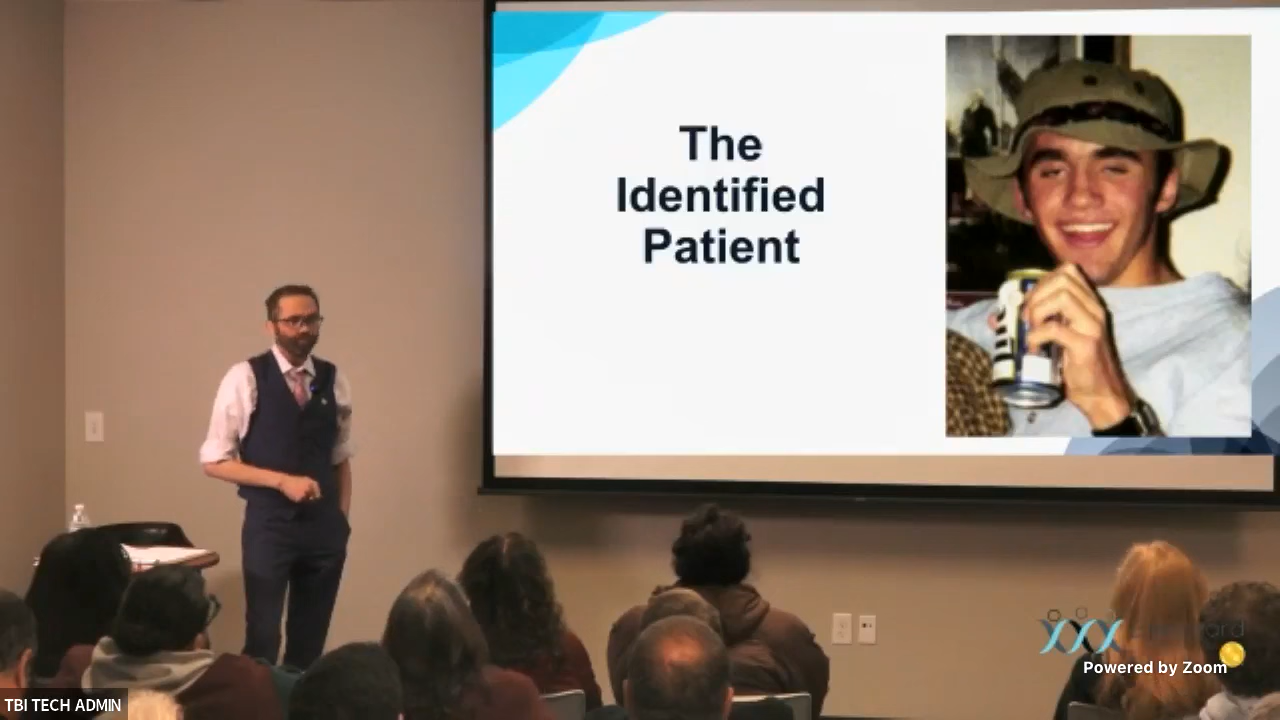 The
Identified
Patient
Powered by Zoom
TBI TECH ADMIN